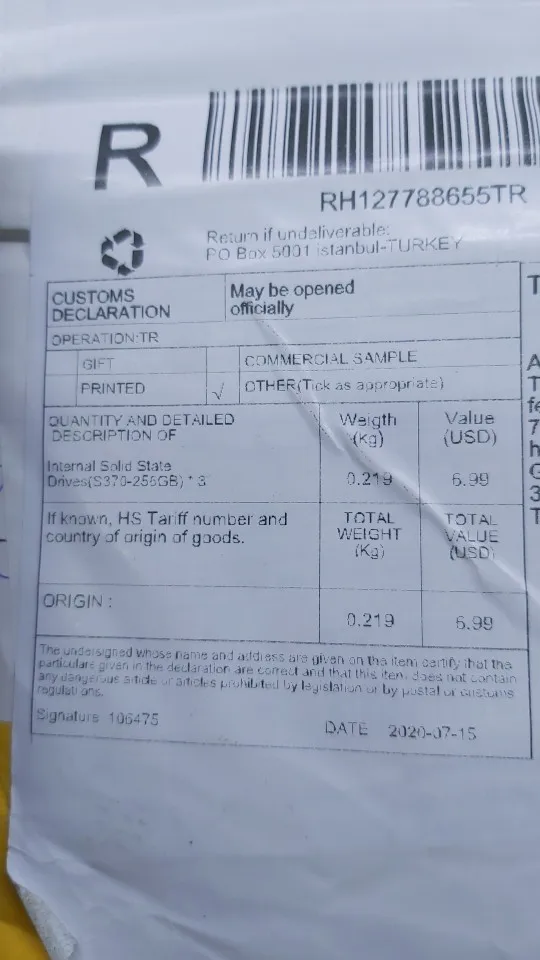 R
RH127788655TR
Return if undeliverable:
PO Box 5001 istanbul-TURKEY
CUSTOMS
DECLARATION
May be opened
officially
OPERATION:TR
GIFT
COMMERCIAL SAMPLE
PRINTED
√
OTHER(Tick as appropriate)
QUANTITY AND DETAILED
DESCRIPTION OF
Weigth
(Kg)
Value
(USD)
Internal Solid State
Drives(S370-256GB) * 3
0.219
6.99
If known, HS Tariff number and
country of origin of goods.
TOTAL
WEIGHT
(Kg)
TOTAL
VALUE
(USD)
ORIGIN :
0.219
6.99
The undersigned whose name and address are given on the item certify that the
particulars given in the declaration are correct and that this item does not contain
any dangerous article or articles prohibited by legislation or by postal or customs
regulations.
Signature 106475
DATE 2020-07-15